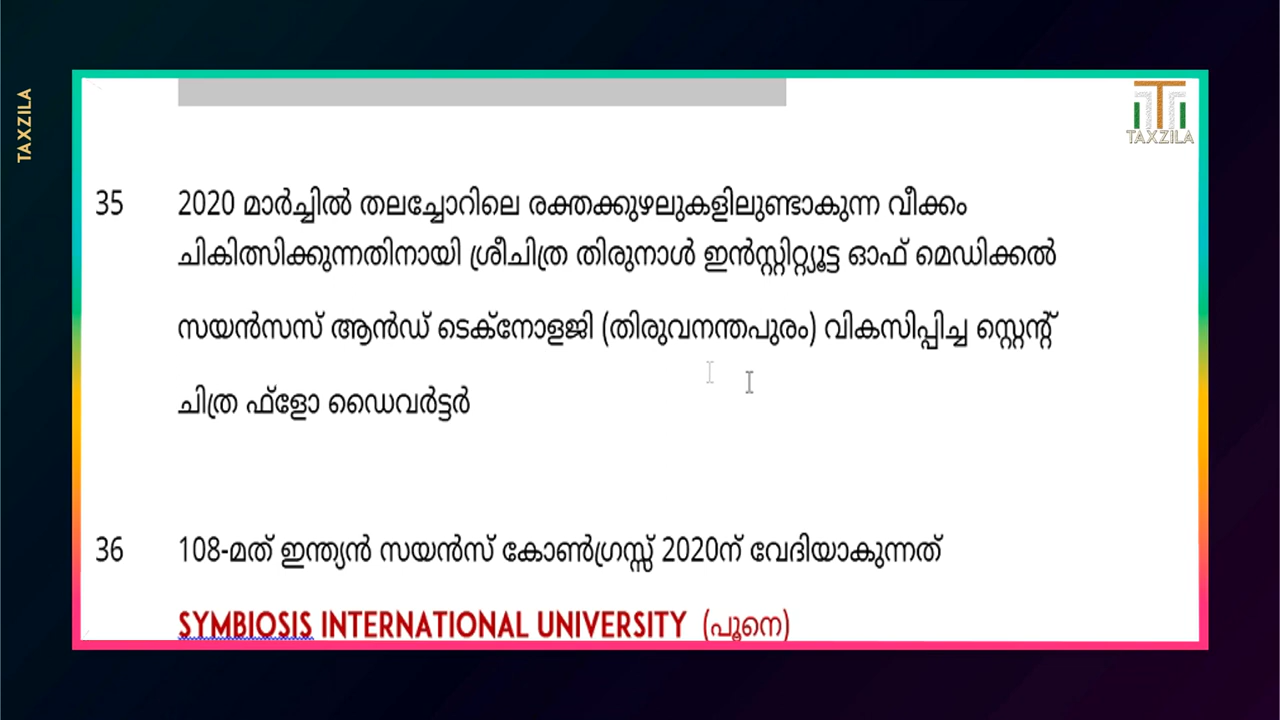 TAXZILA
TAXZILA
35 2020 മാർച്ചിൽ തലച്ചോറിലെ രക്തക്കുഴലുകളിലുണ്ടാകുന്ന വീക്കം
ചികിത്സിക്കുന്നതിനായി ശ്രീചിത്ര തിരുനാൾ ഇൻസ്റ്റിറ്റ്യൂട്ട ഓഫ് മെഡിക്കൽ
സയൻസസ് ആൻഡ് ടെക്നോളജി (തിരുവനന്തപുരം) വികസിപ്പിച്ച സ്റ്റെന്റ്
ചിത്ര ഫ്ളോ ഡൈവർട്ടർ
36 108-മത് ഇന്ത്യൻ സയൻസ് കോൺഗ്രസ്സ് 2020ന് വേദിയാകുന്നത്
SYMBIOSIS INTERNATIONAL UNIVERSITY (പൂനെ)